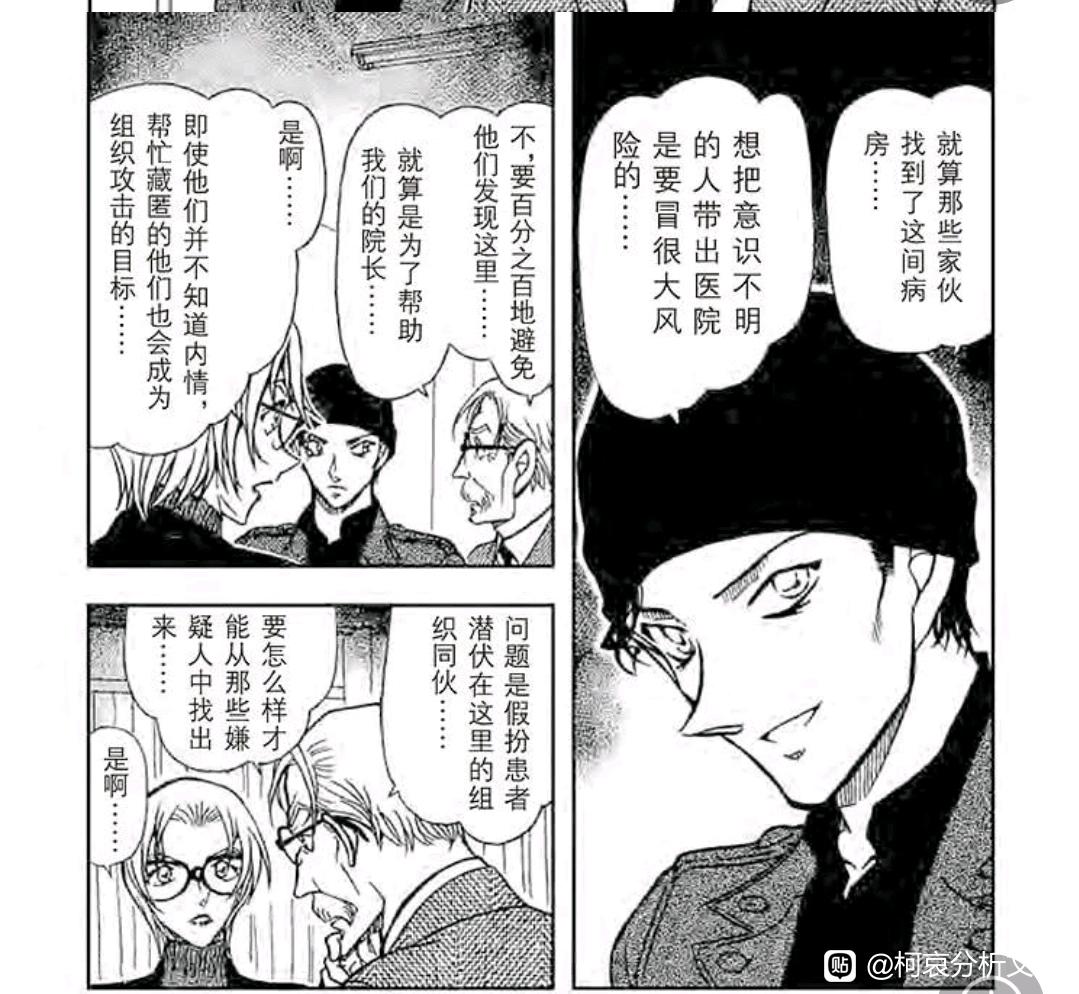 就算那些家伙
找到了这间病
房……
想把意识不明
的人带出医院
是要冒很大风
险的……
不，要百分之百地避免
他们发现这里……
就算是为了帮助
我们的院长……
是啊……
即使他们并不知道内情，
帮忙藏匿的他们也会成为
组织攻击的目标……
问题是假扮患者
潜伏在这里的组
织同伙……
要怎么样才
能从那些嫌
疑人中找出
来……
是啊……
贴 @柯哀分析文